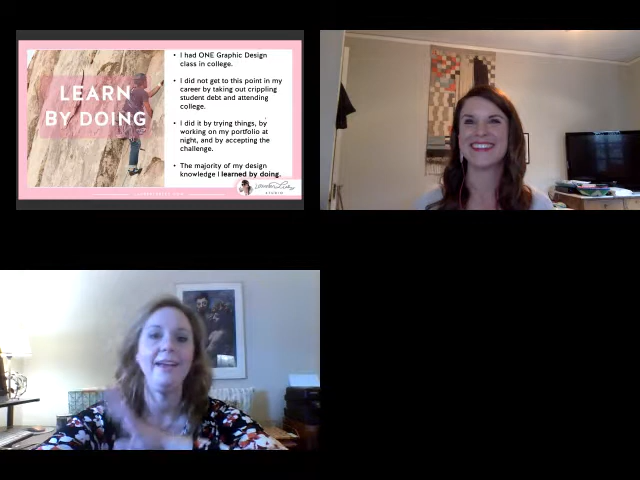 LEARN
BY DOING
• I had ONE Graphic Design
class in college.
• I did not get to this point in my
career by taking out crippling
student debt and attending
college.
• I did it by trying things, by
working on my portfolio at
night, and by accepting the
challenge.
• The majority of my design
knowledge I learned by doing.
STUDIO